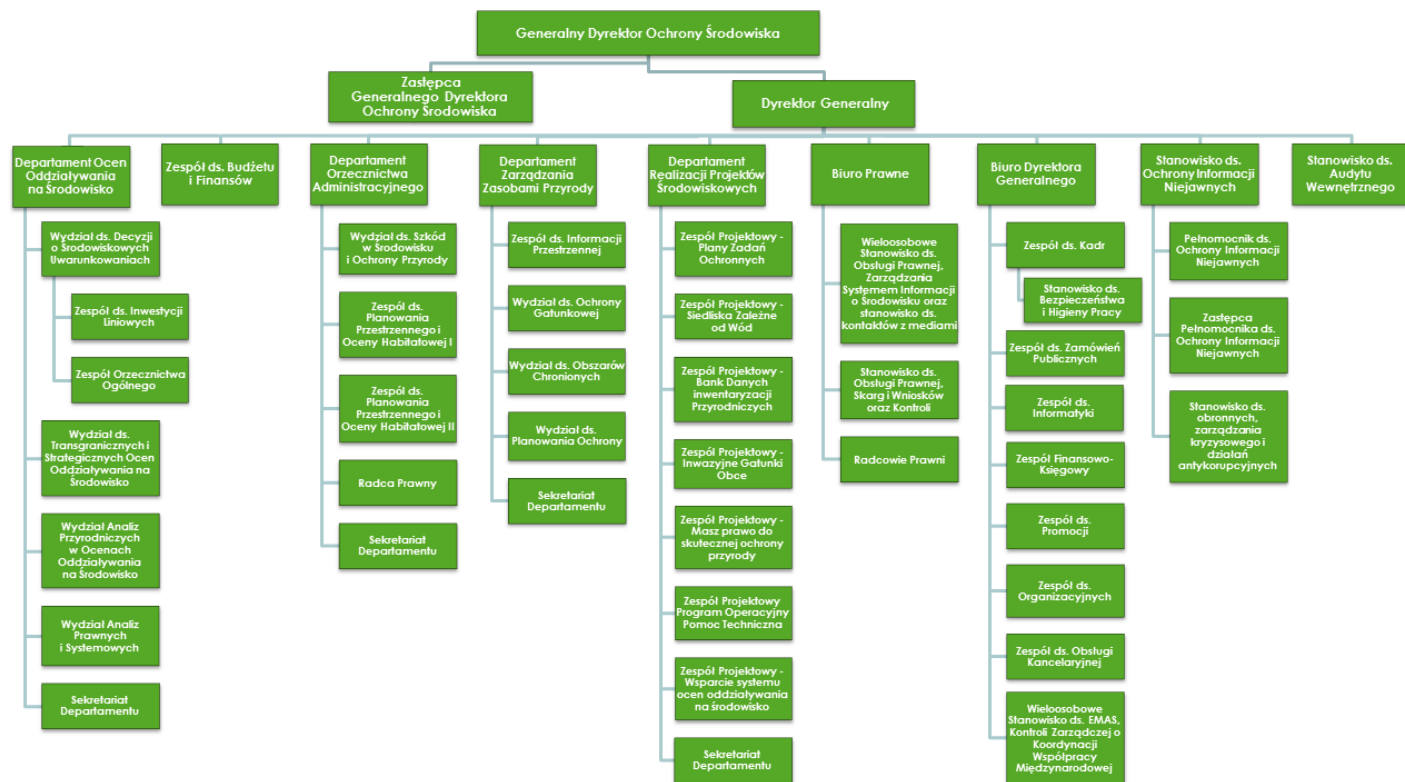 Generalny Dyrektor Ochrony Środowiska
Zastępca
Generalnego Dyrektora
Ochrony Środowiska
Dyrektor Generalny
Departament Ocen
Oddziaływania
na Środowisko
Zespół ds. Budżetu
i Finansów
Departament
Orzecznictwa
Administracyjnego
Departament
Zarządzania
Zasobami Przyrody
Departament
Realizacji Projektów
Środowiskowych
Biuro Prawne
Biuro Dyrektora
Generalnego
Stanowisko ds.
Ochrony Informacji
Niejawnych
Stanowisko ds.
Audytu
Wewnętrznego
Wydział ds. Decyzji
o Środowiskowych
Uwarunkowaniach
Zespół ds. Inwestycji
Liniowych
Zespół Orzecznictwa
Ogólnego
Wydział ds.
Transgranicznych i
Strategicznych Ocen
Oddziaływania na
Środowisko
Wydział Analiz
Przyrodniczych
w Ocenach
Oddziaływania
na Środowisko
Wydział Analiz
Prawnych
i Systemowych
Sekretariat
Departamentu
Wydział ds. Szkód
w Środowisku
i Ochrony Przyrody
Zespół ds.
Planowania
Przestrzennego i
Oceny Habitatowej I
Zespół ds.
Planowania
Przestrzennego i
Oceny Habitatowej II
Radca Prawny
Sekretariat
Departamentu
Zespół ds. Informacji
Przestrzennej
Wydział ds. Ochrony
Gatunkowej
Wydział ds. Obszarów
Chronionych
Wydział ds.
Planowania Ochrony
Sekretariat
Departamentu
Zespół Projektowy -
Plany Zadań
Ochronnych
Zespół Projektowy -
Siedliska Zależne
od Wód
Zespół Projektowy -
Bank Danych
inwentaryzacji
Przyrodniczych
Zespół Projektowy -
Inwazyjne Gatunki
Obce
Zespół Projektowy -
Masz prawo do
skutecznej ochrony
przyrody
Zespół Projektowy
Program Operacyjny
Pomoc Techniczna
Zespół Projektowy -
Wsparcie systemu
ocen oddziaływania
na środowisko
Sekretariat
Departamentu
Wieloosobowe
Stanowisko ds.
Obsługi Prawnej,
Zarządzania
Systemem Informacji
o Środowisku oraz
stanowisko ds.
kontaktów z mediami
Stanowisko ds.
Obsługi Prawnej,
Skarg i Wniosków
oraz Kontroli
Radcowie Prawni
Zespół ds. Kadr
Stanowisko ds.
Bezpieczeństwa
i Higieny Pracy
Zespół ds. Zamówień
Publicznych
Zespół ds.
Informatyki
Zespół Finansowo-
Księgowy
Zespół ds.
Promocji
Zespół ds.
Organizacyjnych
Zespół ds. Obsługi
Kancelaryjnej
Wieloosobowe
Stanowisko ds. EMAS,
Kontroli Zarządczej o
Koordynacji
Współpracy
Międzynarodowej
Pełnomocnik ds.
Ochrony Informacji
Niejawnych
Zastępca
Pełnomocnika ds.
Ochrony Informacji
Niejawnych
Stanowisko ds.
obronnych,
zarządzania
kryzysowego i
działań
antykorupcyjnych